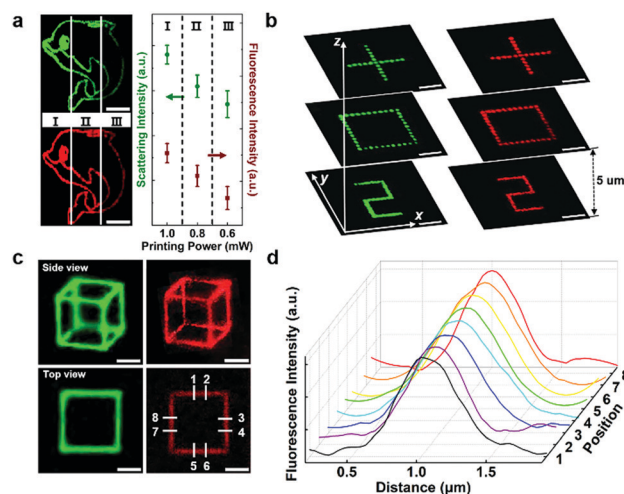 a
I II III
I II III
Scattering Intensity (a.u.)
Fluorescence Intensity (a.u.)
1.0 0.8 0.6
Printing Power (mW)
b
z
y
x
5 um
c
Side view
Top view
1 2
8 3
7 4
5 6
d
Fluorescence Intensity (a.u.)
0.5 1.0 1.5
Distance (μm)
1 2 3 4 5 6 7 8
Position